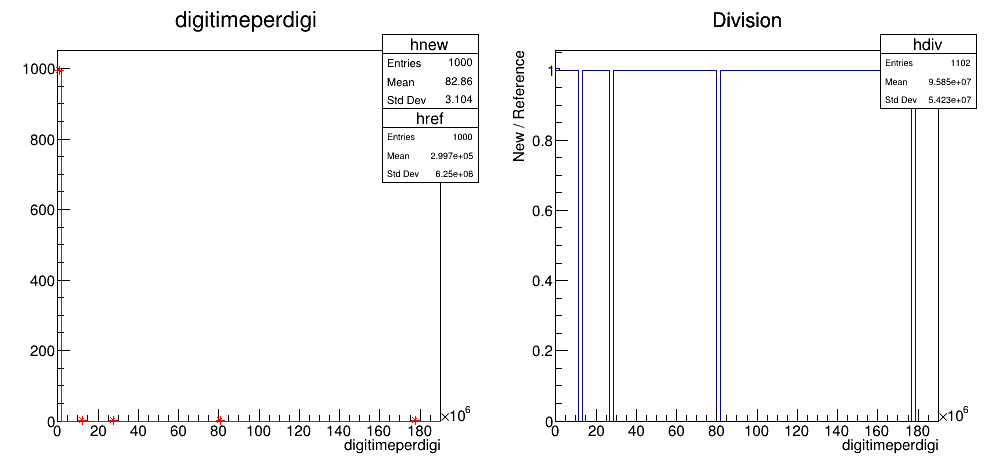 digitimeperdigi
hnew
Entries 1000
Mean 82.86
Std Dev 3.104
href
Entries 1000
Mean 2.997e+05
Std Dev 6.25e+06
1000
800
600
400
200
0
0 20 40 60 80 100 120 140 160 180
×10⁶
digitimeperdigi
Division
hdiv
Entries 1102
Mean 9.585e+07
Std Dev 5.423e+07
New / Reference
1
0.8
0.6
0.4
0.2
0
0 20 40 60 80 100 120 140 160 180
×10⁶
digitimeperdigi